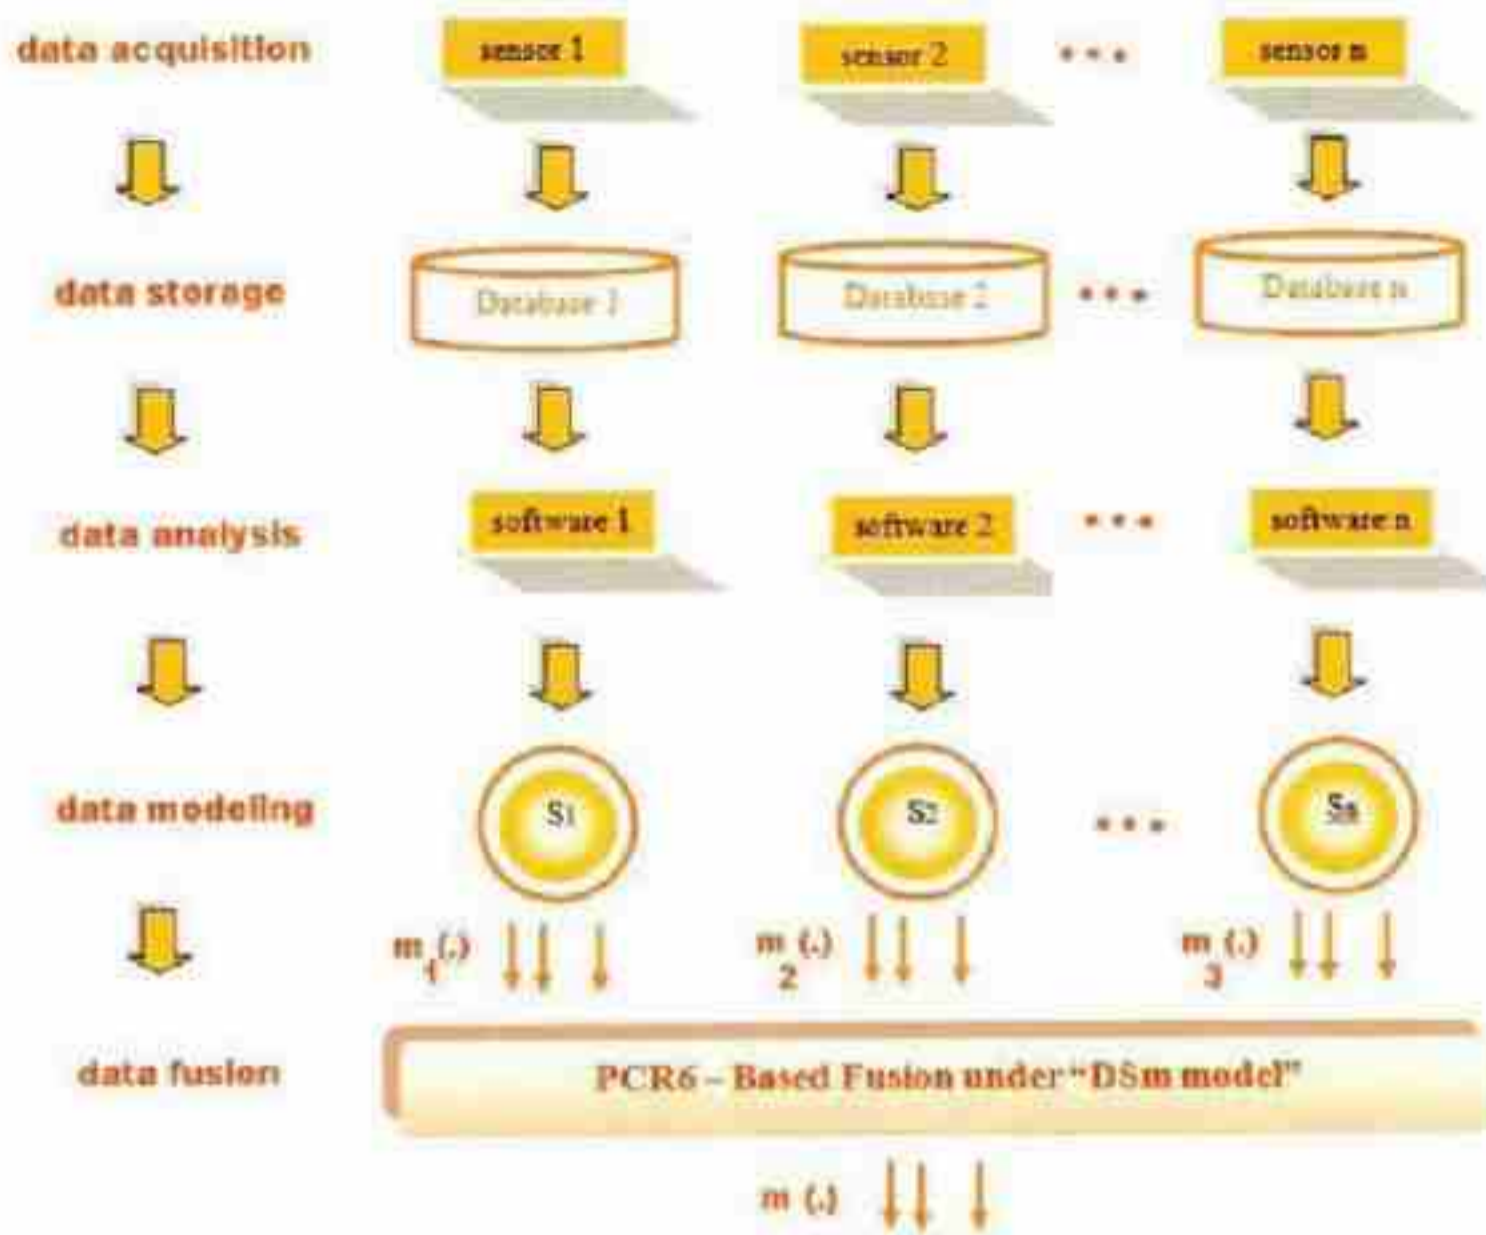 data acquisition
sensor 1
sensor 2
• • •
sensor n
data storage
Database 1
Database 2
• • •
Database n
data analysis
software 1
software 2
• • •
software n
data modeling
S1
S2
• • •
Sn
m1(.)
m2(.)
m3(.)
data fusion
PCR6 – Based Fusion under “DSm model”
m (.)